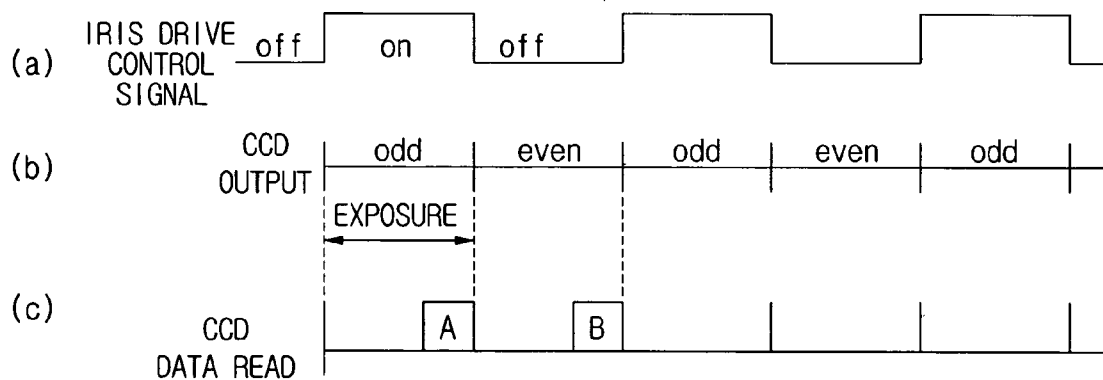 (a) IRIS DRIVE CONTROL SIGNAL off on off
(b) CCD OUTPUT odd even odd even odd
EXPOSURE
(c) CCD DATA READ A B